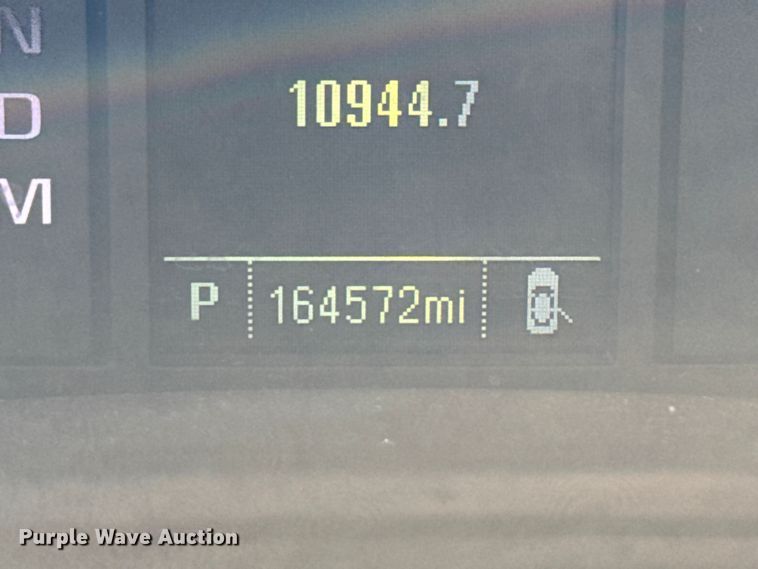 N
D
M
10944.7
P 164572mi
Purple Wave Auction